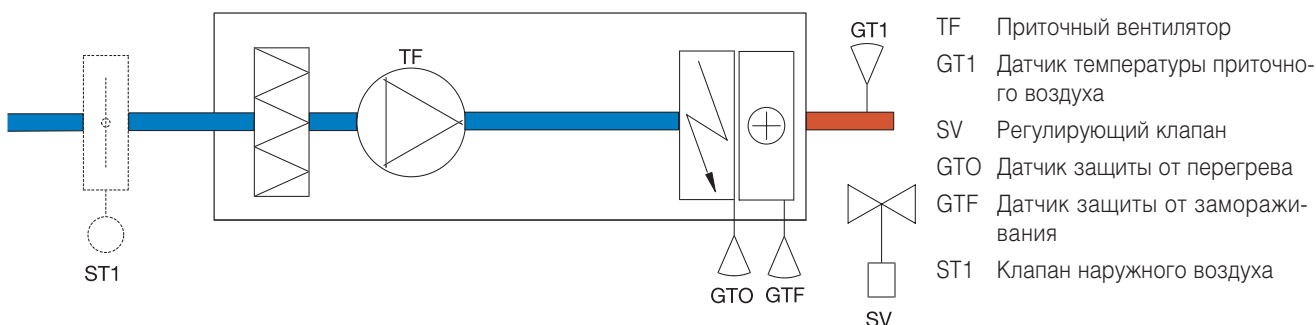 TF
ST1
GTO
GTF
GT1
SV
TF Приточный вентилятор
GT1 Датчик температуры приточно-
го воздуха
SV Регулирующий клапан
GTO Датчик защиты от перегрева
GTF Датчик защиты от заморажи-
вания
ST1 Клапан наружного воздуха